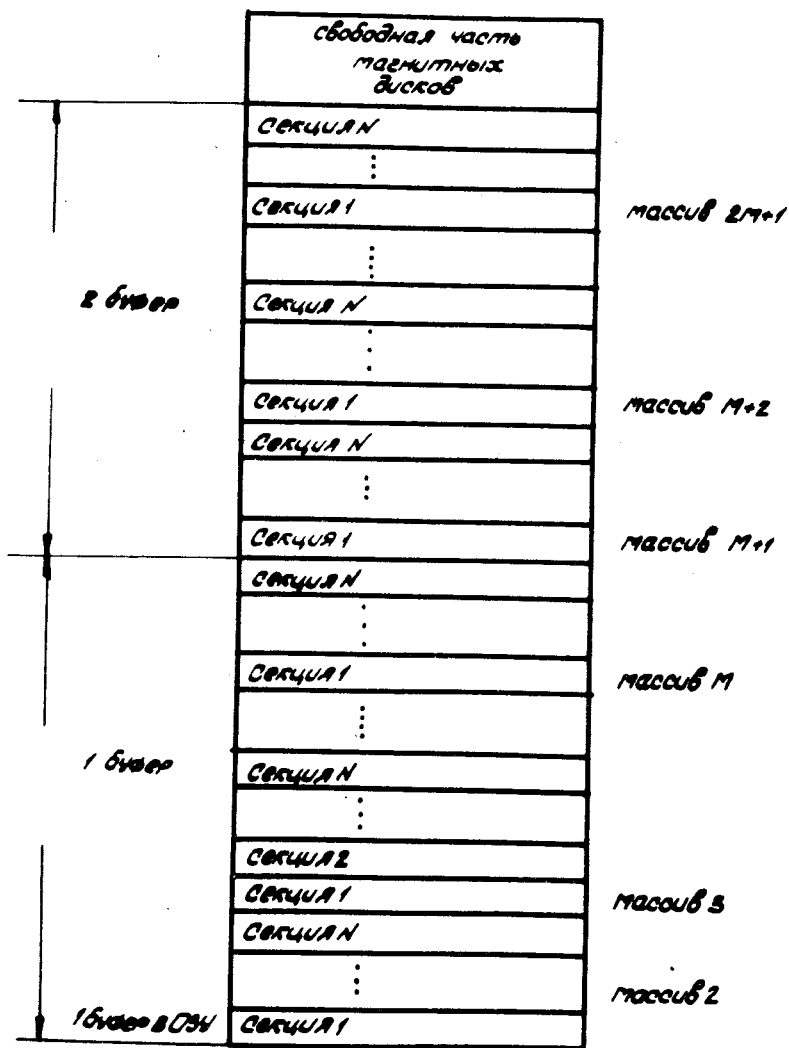 свободная часть
магнитных
дисков
Секция N
Секция 1
массив 2М+1
2 буфер
Секция N
Секция 1
массив М+2
Секция N
Секция 1
массив М+1
Секция N
Секция 1
массив М
1 буфер
Секция N
Секция 2
Секция 1
массив 3
Секция N
массив 2
1 буфер в ОЗУ
Секция 1